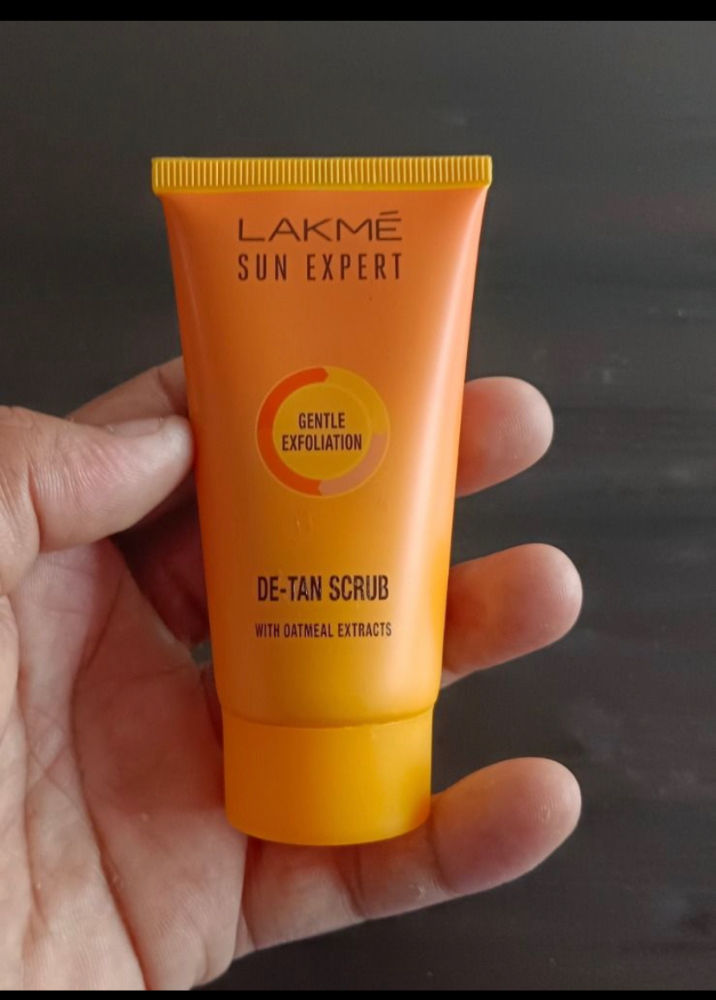 LAKMÉ
SUN EXPERT
GENTLE
EXFOLIATION
DE-TAN SCRUB
WITH OATMEAL EXTRACTS